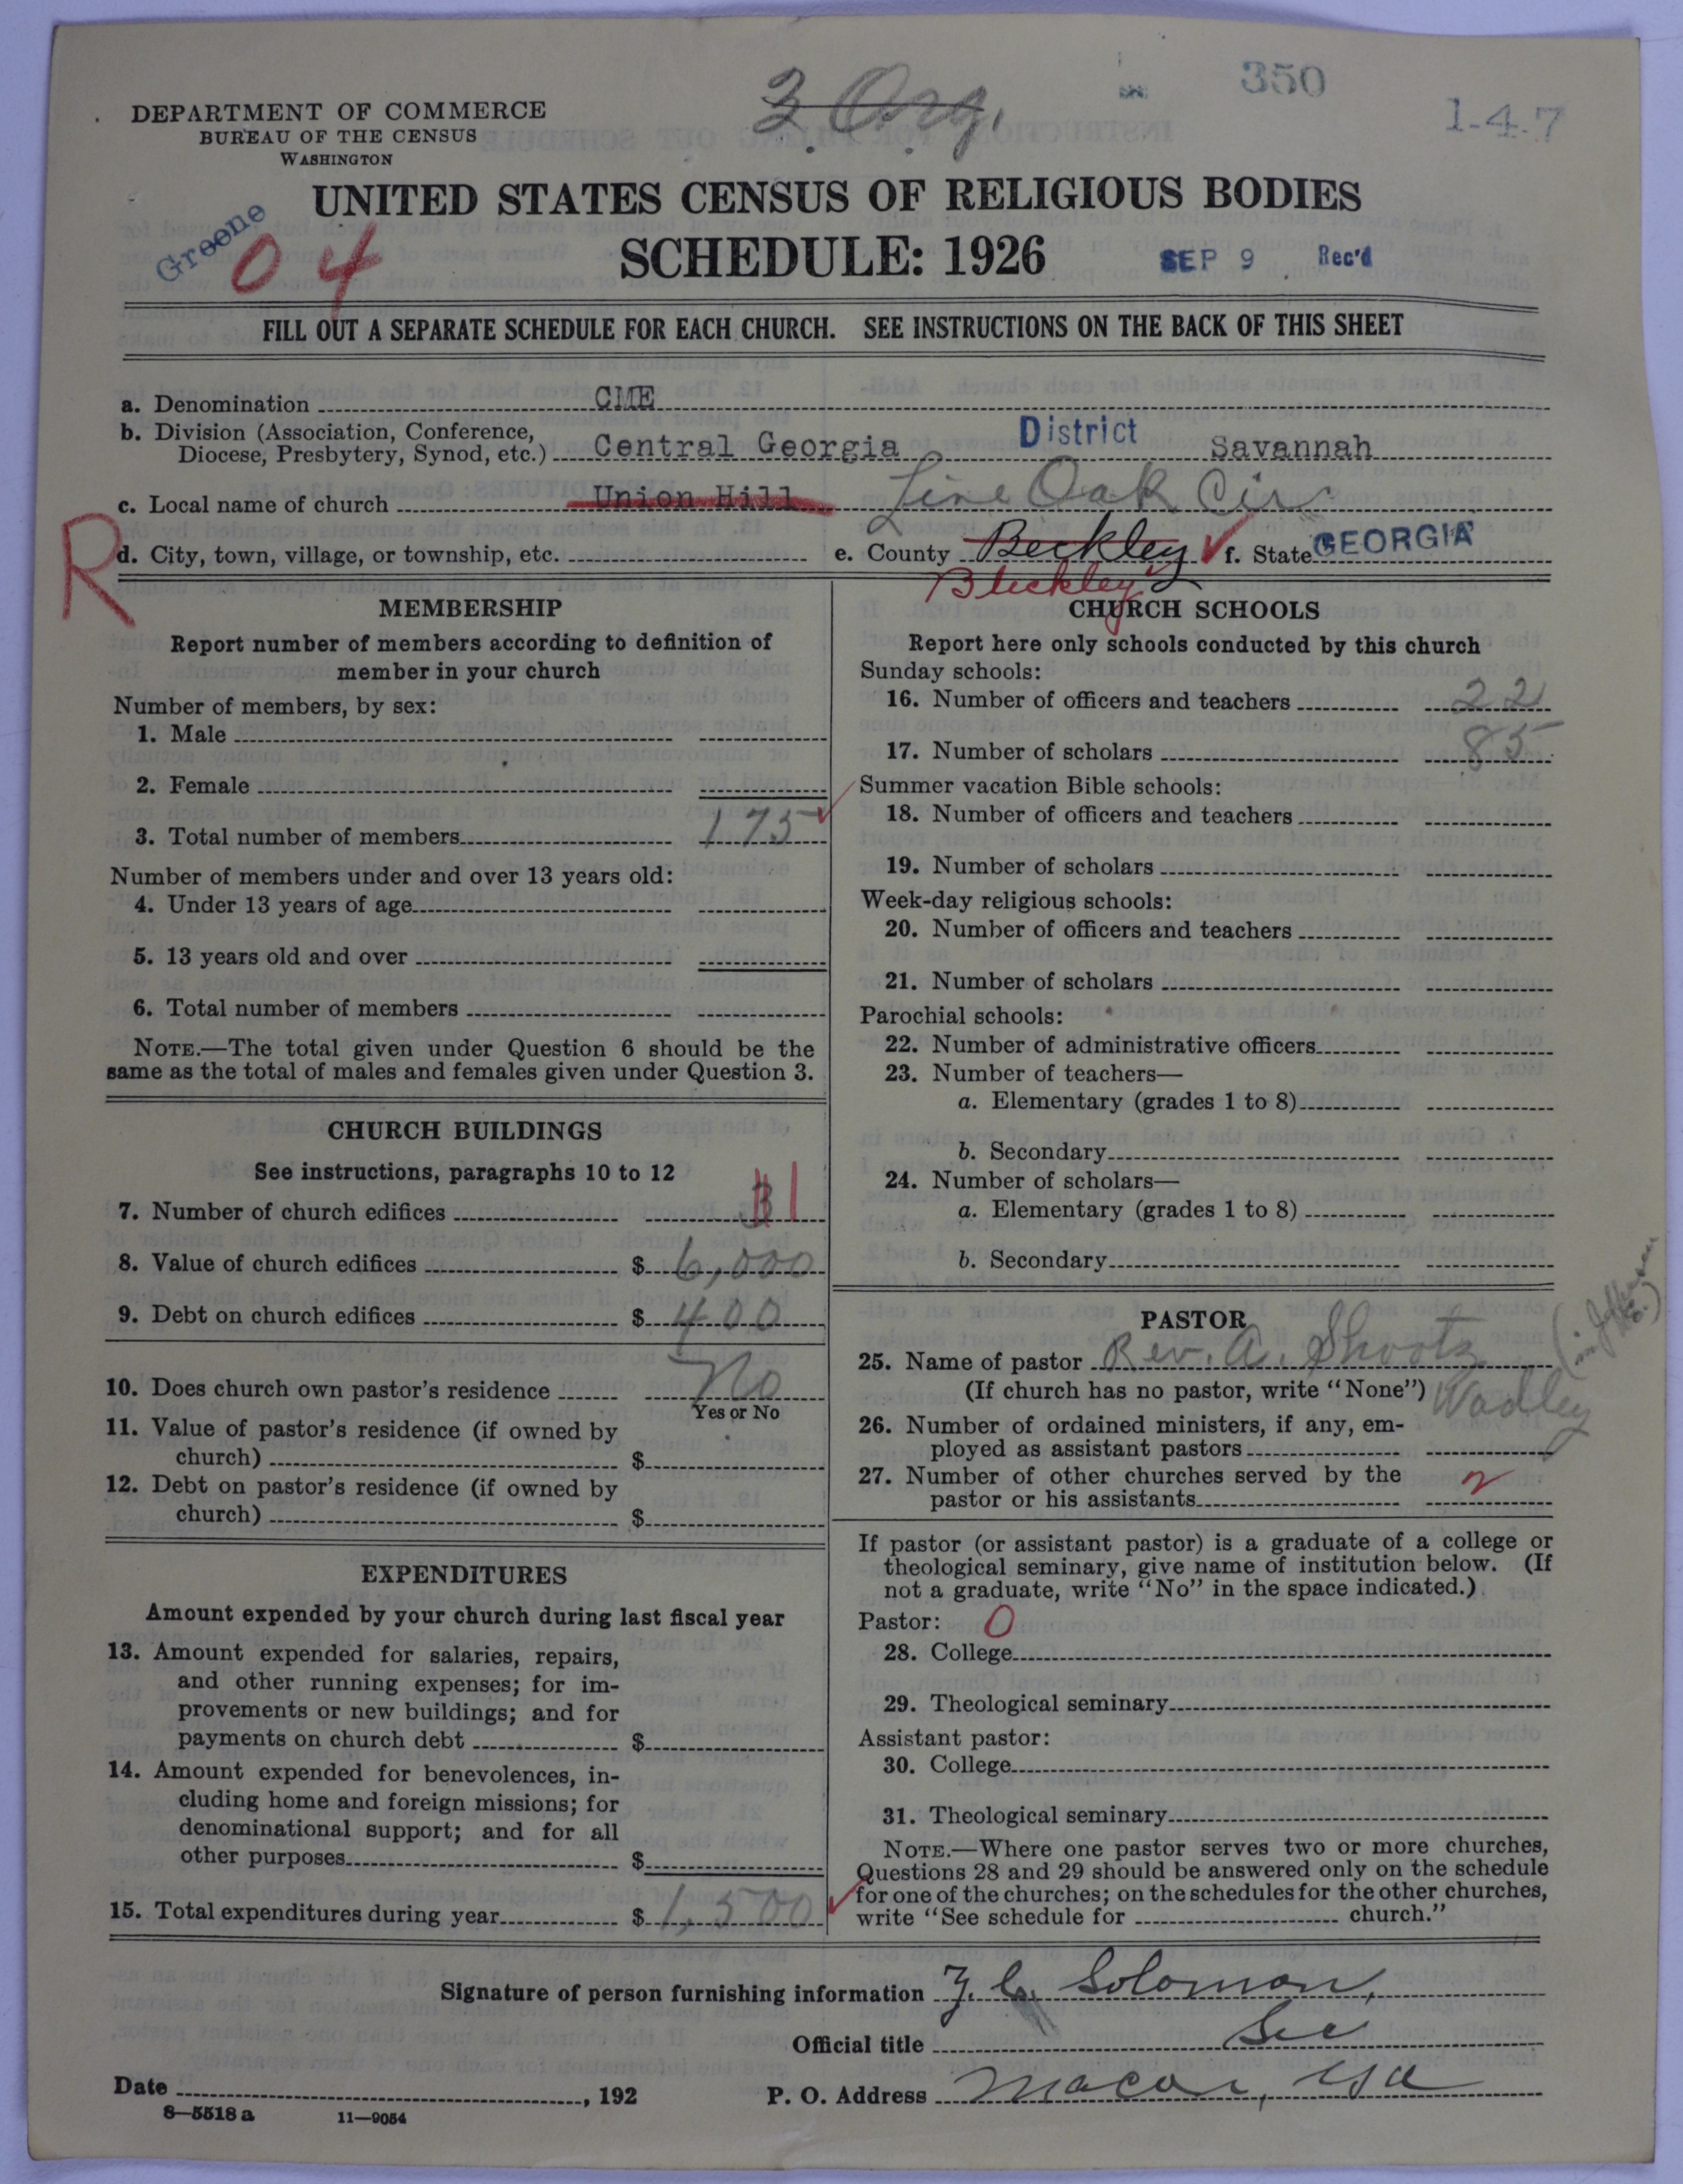 3 Org.
350
1-4-7
DEPARTMENT OF COMMERCE
BUREAU OF THE CENSUS
WASHINGTON
UNITED STATES CENSUS OF RELIGIOUS BODIES
SCHEDULE: 1926
Greene
04
SEP 9 Rec'd
FILL OUT A SEPARATE SCHEDULE FOR EACH CHURCH. SEE INSTRUCTIONS ON THE BACK OF THIS SHEET
a. Denomination CME
b. Division (Association, Conference,
Diocese, Presbytery, Synod, etc.) Central Georgia District Savannah
c. Local name of church Union Hill Line Oak Cir.
R
d. City, town, village, or township, etc. e. County Beckley f. State GEORGIA
Bleckley
MEMBERSHIP
Report number of members according to definition of
member in your church
Number of members, by sex:
1. Male
2. Female
3. Total number of members 175
Number of members under and over 13 years old:
4. Under 13 years of age
5. 13 years old and over
6. Total number of members
NOTE.—The total given under Question 6 should be the
same as the total of males and females given under Question 3.
CHURCH BUILDINGS
See instructions, paragraphs 10 to 12
7. Number of church edifices 3 1
8. Value of church edifices $ 6,000
9. Debt on church edifices $ 400
10. Does church own pastor's residence No
Yes or No
11. Value of pastor's residence (if owned by
church) $
12. Debt on pastor's residence (if owned by
church) $
EXPENDITURES
Amount expended by your church during last fiscal year
13. Amount expended for salaries, repairs,
and other running expenses; for im-
provements or new buildings; and for
payments on church debt $
14. Amount expended for benevolences, in-
cluding home and foreign missions; for
denominational support; and for all
other purposes $
15. Total expenditures during year $ 1,500
CHURCH SCHOOLS
Report here only schools conducted by this church
Sunday schools:
16. Number of officers and teachers 22
17. Number of scholars 85
Summer vacation Bible schools:
18. Number of officers and teachers
19. Number of scholars
Week-day religious schools:
20. Number of officers and teachers
21. Number of scholars
Parochial schools:
22. Number of administrative officers
23. Number of teachers—
a. Elementary (grades 1 to 8)
b. Secondary
24. Number of scholars—
a. Elementary (grades 1 to 8)
b. Secondary
PASTOR
25. Name of pastor Rev. A. Shootz
(in Jefferson Co.)
(If church has no pastor, write "None") Wadley
26. Number of ordained ministers, if any, em-
ployed as assistant pastors
27. Number of other churches served by the
pastor or his assistants 2
If pastor (or assistant pastor) is a graduate of a college or
theological seminary, give name of institution below. (If
not a graduate, write "No" in the space indicated.)
Pastor: 0
28. College
29. Theological seminary
Assistant pastor:
30. College
31. Theological seminary
NOTE.—Where one pastor serves two or more churches,
Questions 28 and 29 should be answered only on the schedule
for one of the churches; on the schedules for the other churches,
write "See schedule for church."
Signature of person furnishing information Z. C. Solomon,
Official title Sec
Date , 192 P. O. Address Macon, Ga
8—5518 a 11—9054